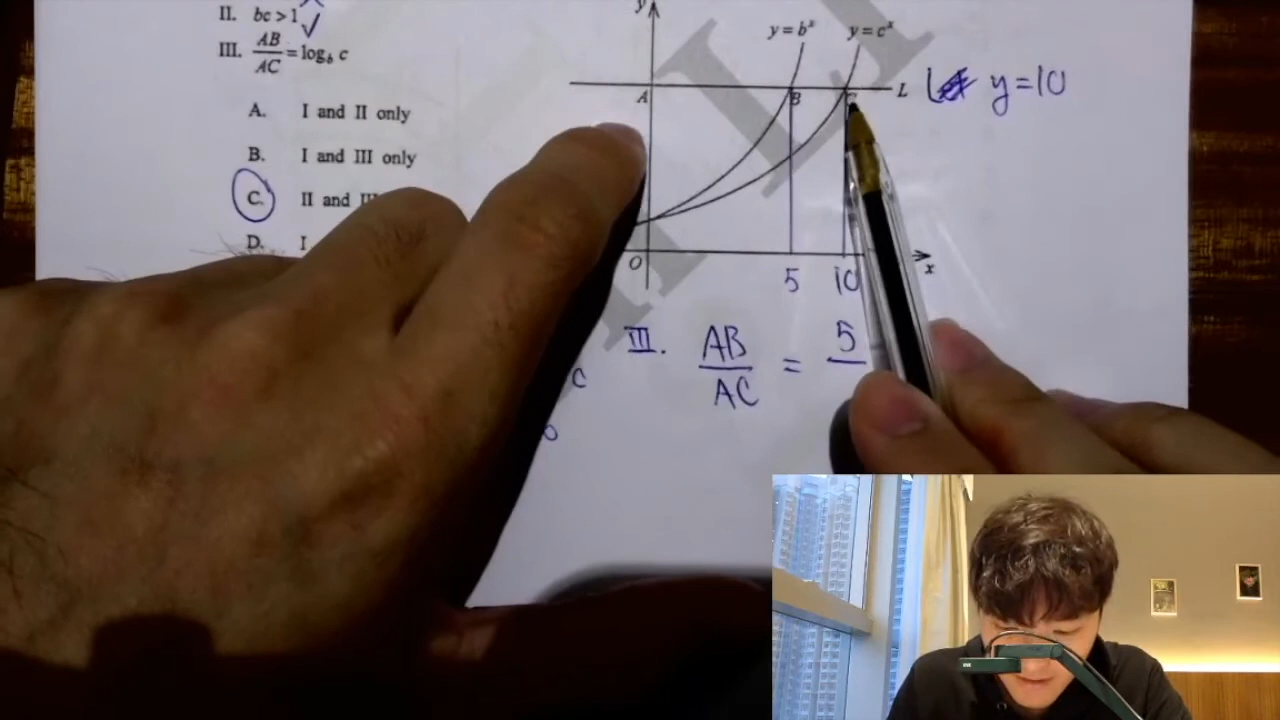 II. bc > 1 ✓
III. AB/AC = log_b c
A. I and II only
B. I and III only
C. II and
D. I
y
y = b^x
y = c^x
A
B
L
y=10
O
x
5
10
III. AB/AC = 5
c